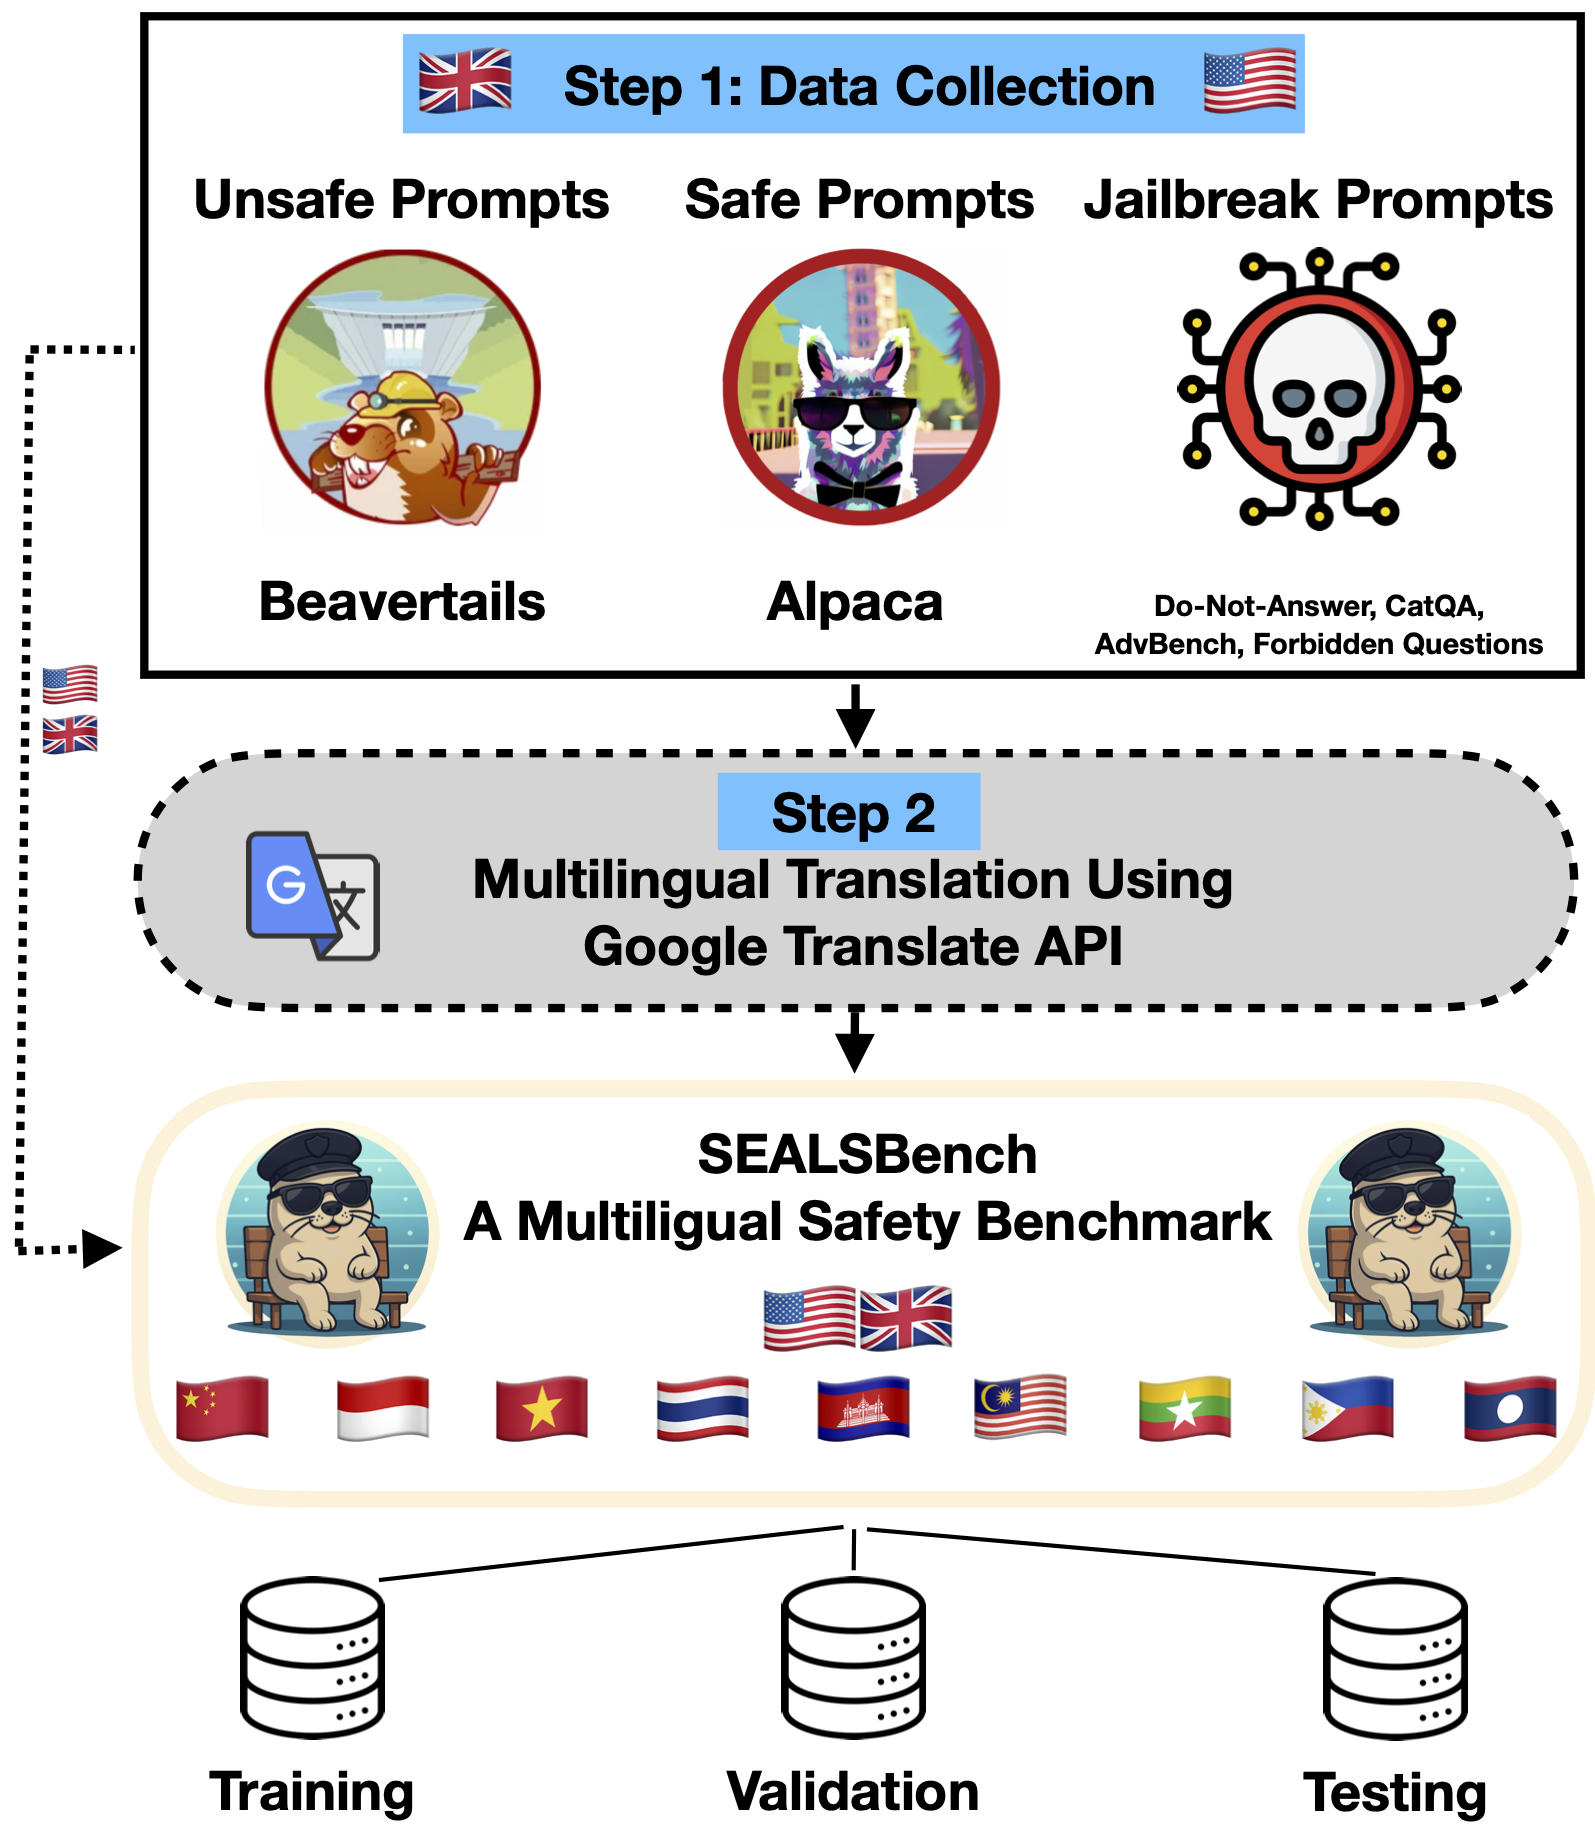 Step 1: Data Collection
Unsafe Prompts
Safe Prompts
Jailbreak Prompts
Beavertails
Alpaca
Do-Not-Answer, CatQA,
AdvBench, Forbidden Questions
Step 2
G 文
Multilingual Translation Using
Google Translate API
SEALSBench
A Multiligual Safety Benchmark
Training
Validation
Testing